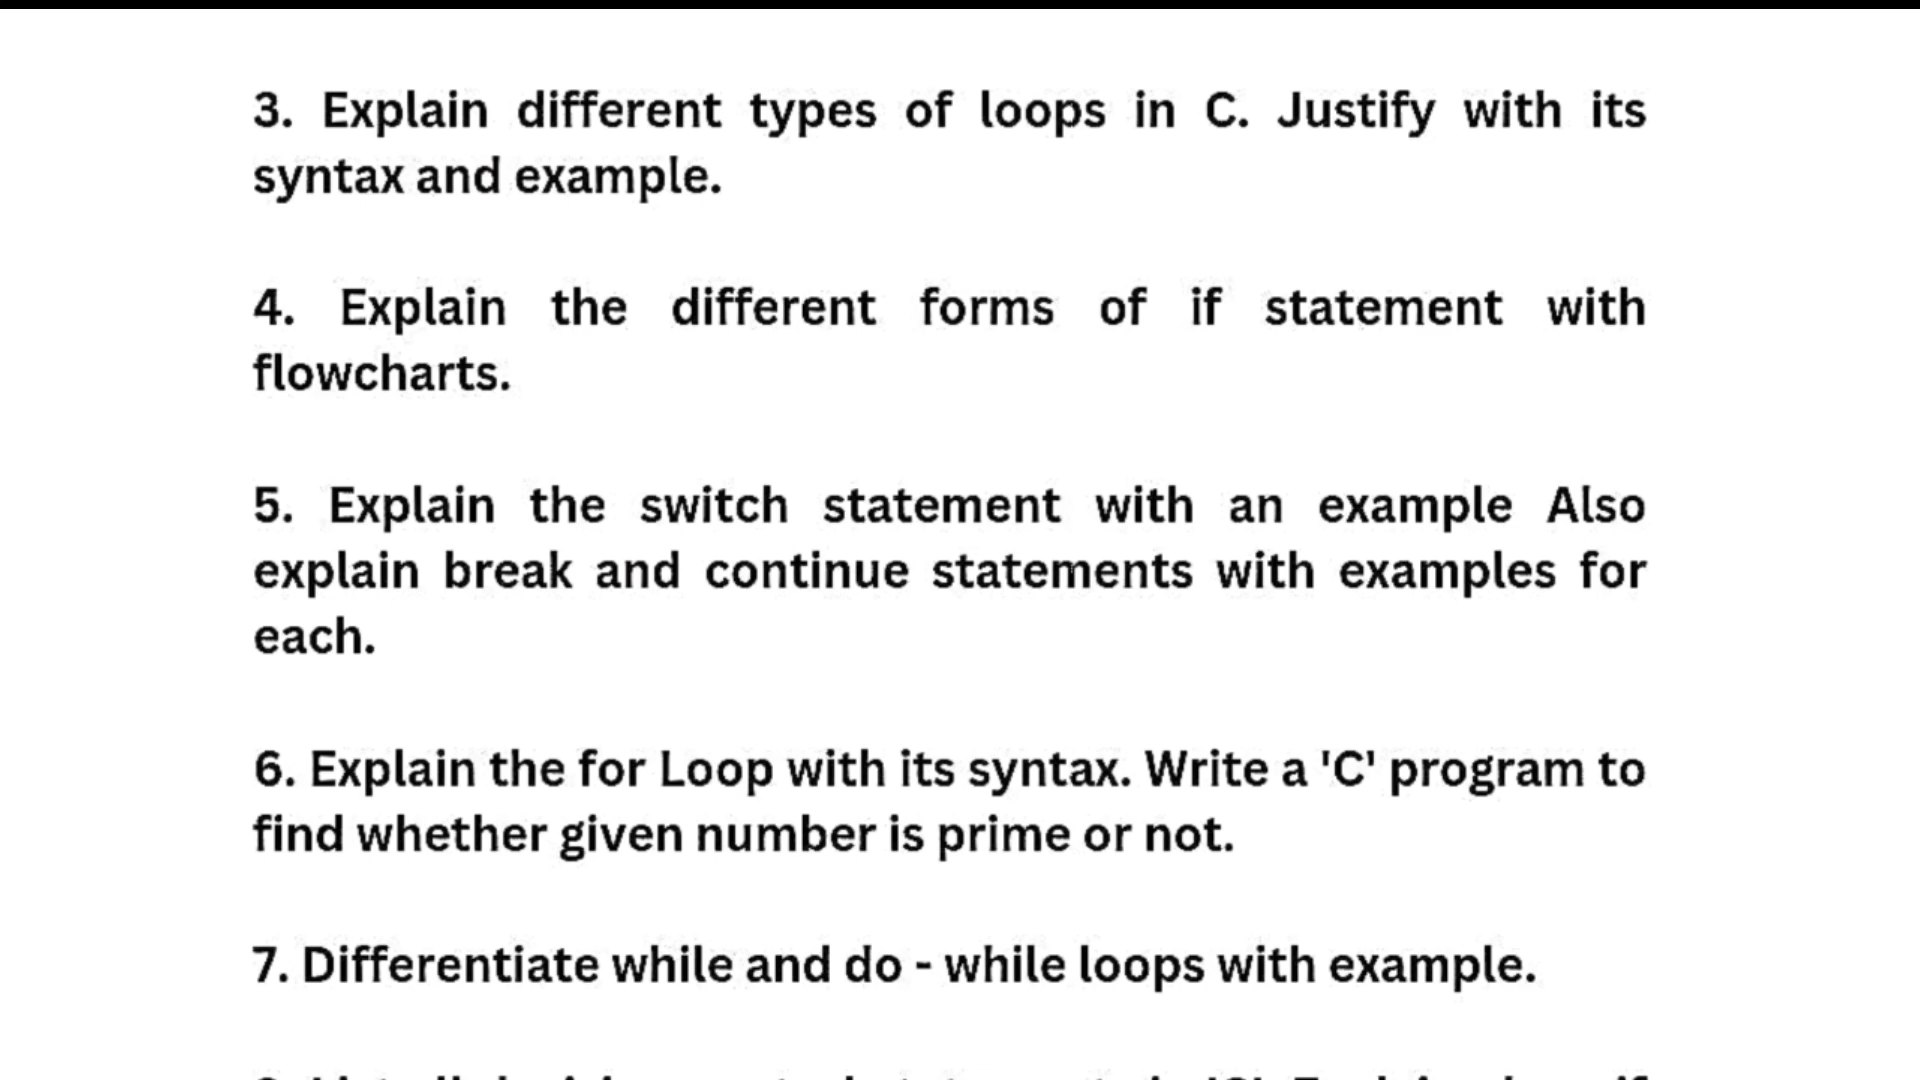 3. Explain different types of loops in C. Justify with its
syntax and example.
4. Explain the different forms of if statement with
flowcharts.
5. Explain the switch statement with an example Also
explain break and continue statements with examples for
each.
6. Explain the for Loop with its syntax. Write a 'C' program to
find whether given number is prime or not.
7. Differentiate while and do - while loops with example.